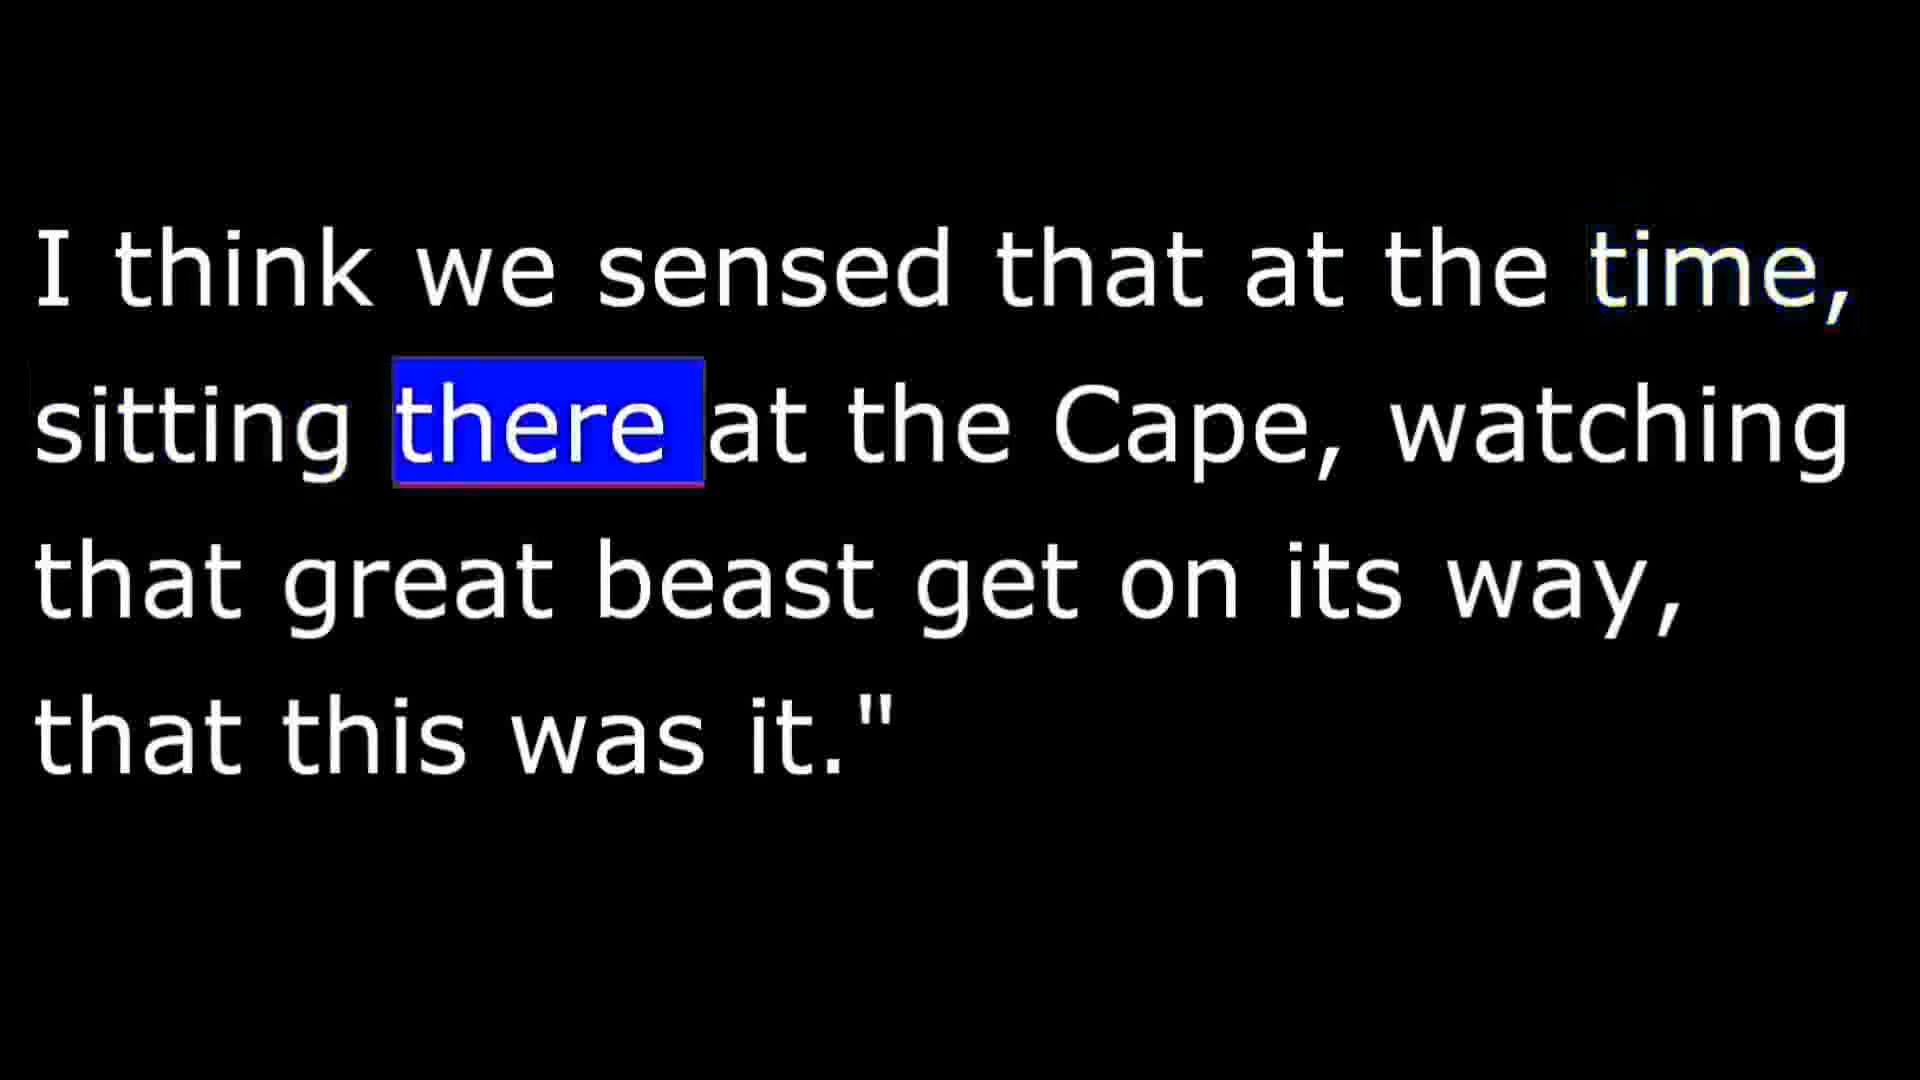 I think we sensed that at the time,
sitting there at the Cape, watching
that great beast get on its way,
that this was it."